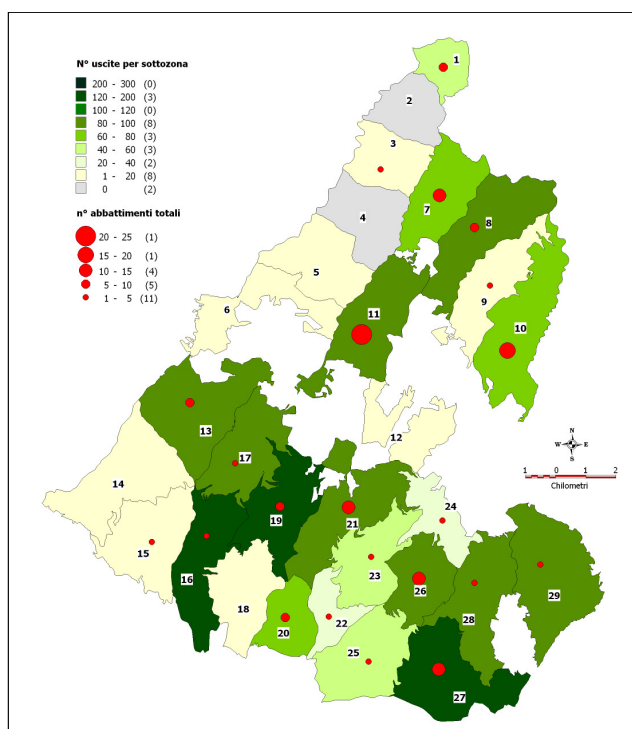 N° uscite per sottozona
200 - 300 (0)
120 - 200 (3)
100 - 120 (0)
80 - 100 (8)
60 - 80 (3)
40 - 60 (3)
20 - 40 (2)
1 - 20 (8)
0 (2)
n° abbattimenti totali
20 - 25 (1)
15 - 20 (1)
10 - 15 (4)
5 - 10 (5)
1 - 5 (11)
1
2
3
4
7
8
5
9
6
11
10
13
12
17
14
24
19
21
15
16
23
29
26
28
18
22
20
25
27
N
W E
S
1 0 1 2
Chilometri